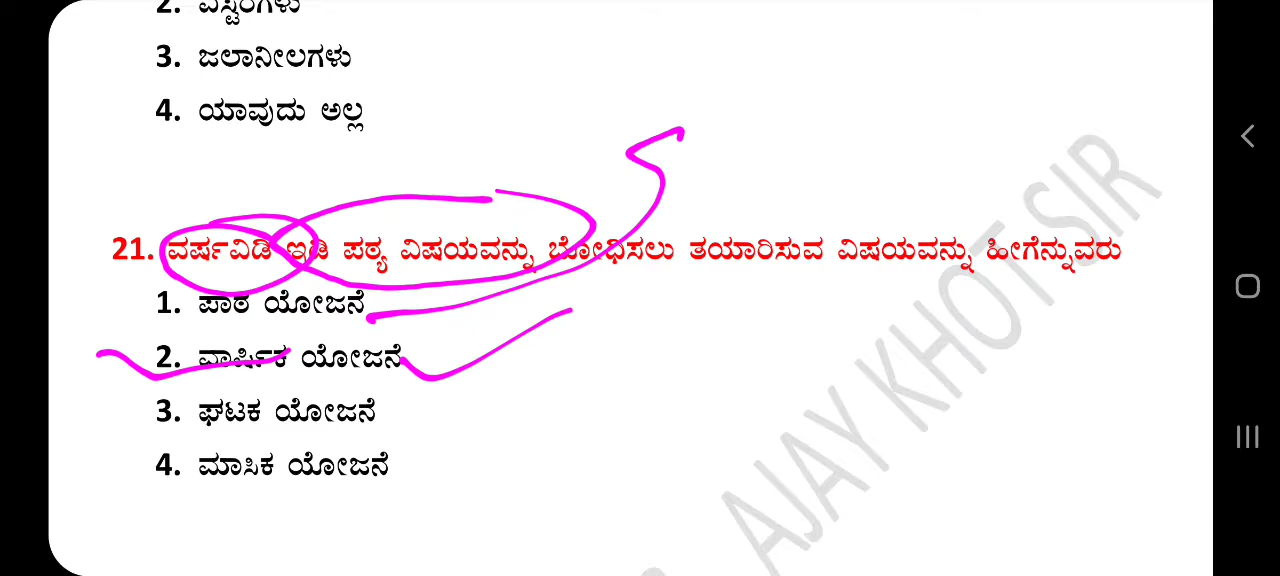 3. ಜಲಾನೀಲಗಳು
4. ಯಾವುದು ಅಲ್ಲ
21. ವರ್ಷವಿಡಿ ಇಡಿ ಪಠ್ಯ ವಿಷಯವನ್ನು ಬೋಧಿಸಲು ತಯಾರಿಸುವ ವಿಷಯವನ್ನು ಹೀಗೆನ್ನುವರು
1. ಪಾಠ ಯೋಜನೆ
2. ವಾರ್ಷಿಕ ಯೋಜನೆ
3. ಘಟಕ ಯೋಜನೆ
4. ಮಾಸಿಕ ಯೋಜನೆ
AJAY KHOT SIR